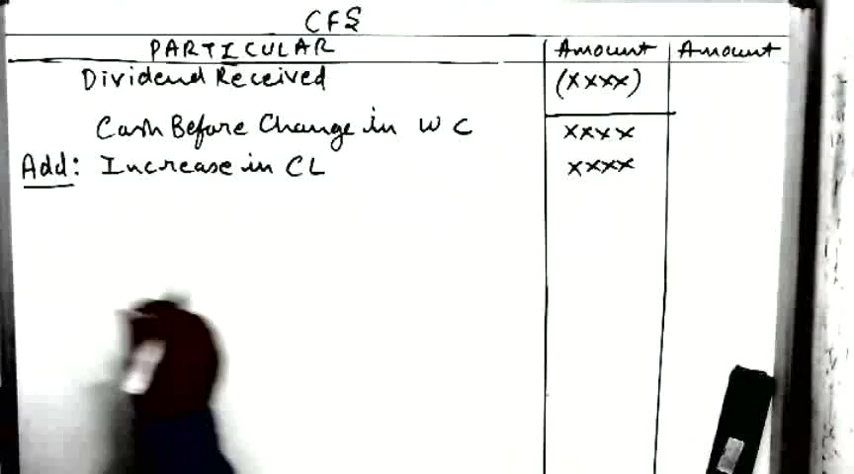 CFS
PARTICULAR Amount Amount
Dividend Received (xxxx)
Cash Before Change in WC xxxx
Add: Increase in CL xxxx